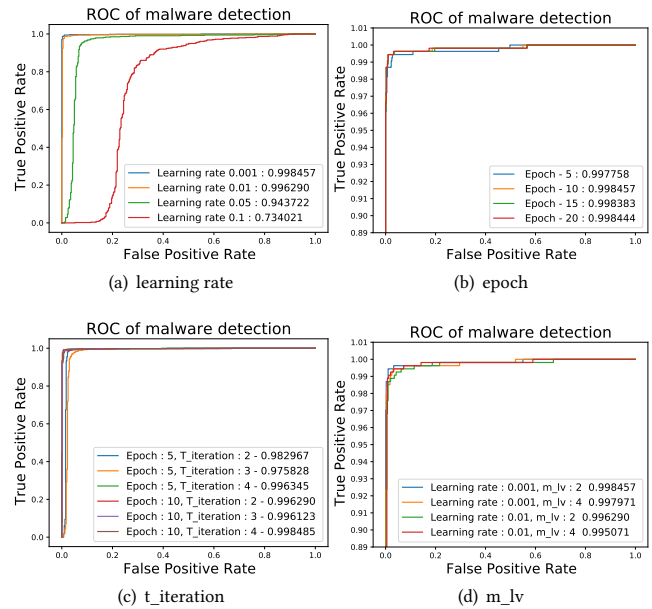 ROC of malware detection
True Positive Rate
1.0
0.8
0.6
0.4
0.2
0.0
Learning rate 0.001 : 0.998457
Learning rate 0.01 : 0.996290
Learning rate 0.05 : 0.943722
Learning rate 0.1 : 0.734021
0.0 0.2 0.4 0.6 0.8 1.0
False Positive Rate
(a) learning rate
ROC of malware detection
True Positive Rate
1.00
1.00
0.99
0.98
0.97
0.96
0.95
0.94
0.93
0.92
0.91
0.90
0.89
Epoch - 5 : 0.997758
Epoch - 10 : 0.998457
Epoch - 15 : 0.998383
Epoch - 20 : 0.998444
0.0 0.2 0.4 0.6 0.8 1.0
False Positive Rate
(b) epoch
ROC of malware detection
True Positive Rate
1.0
0.8
0.6
0.4
0.2
0.0
Epoch : 5, T_iteration : 2 - 0.982967
Epoch : 5, T_iteration : 3 - 0.975828
Epoch : 5, T_iteration : 4 - 0.996345
Epoch : 10, T_iteration : 2 - 0.996290
Epoch : 10, T_iteration : 3 - 0.996123
Epoch : 10, T_iteration : 4 - 0.998485
0.0 0.2 0.4 0.6 0.8 1.0
False Positive Rate
(c) t_iteration
ROC of malware detection
True Positive Rate
1.00
1.00
0.99
0.98
0.97
0.96
0.95
0.94
0.93
0.92
0.91
0.90
0.89
Learning rate : 0.001, m_lv : 2 0.998457
Learning rate : 0.001, m_lv : 4 0.997971
Learning rate : 0.01, m_lv : 2 0.996290
Learning rate : 0.01, m_lv : 4 0.995071
0.0 0.2 0.4 0.6 0.8 1.0
False Positive Rate
(d) m_lv